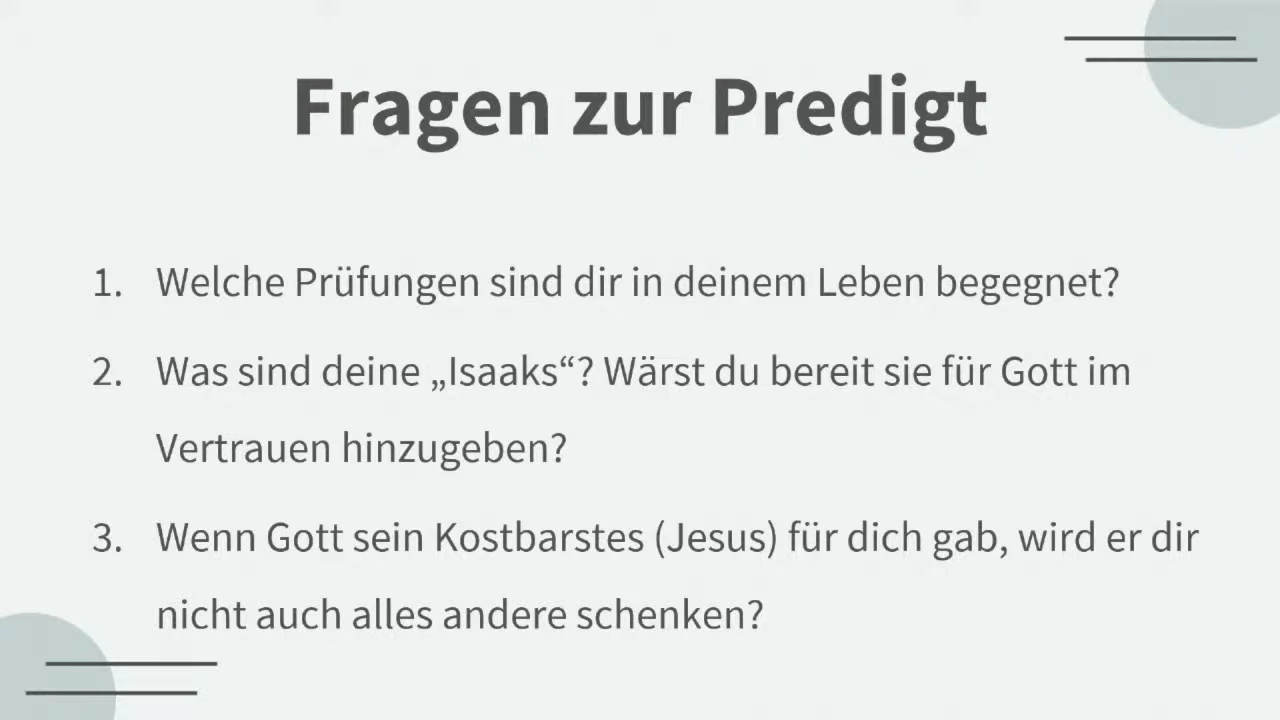 Fragen zur Predigt
1. Welche Prüfungen sind dir in deinem Leben begegnet?
2. Was sind deine „Isaaks“? Wärst du bereit sie für Gott im
Vertrauen hinzugeben?
3. Wenn Gott sein Kostbarstes (Jesus) für dich gab, wird er dir
nicht auch alles andere schenken?